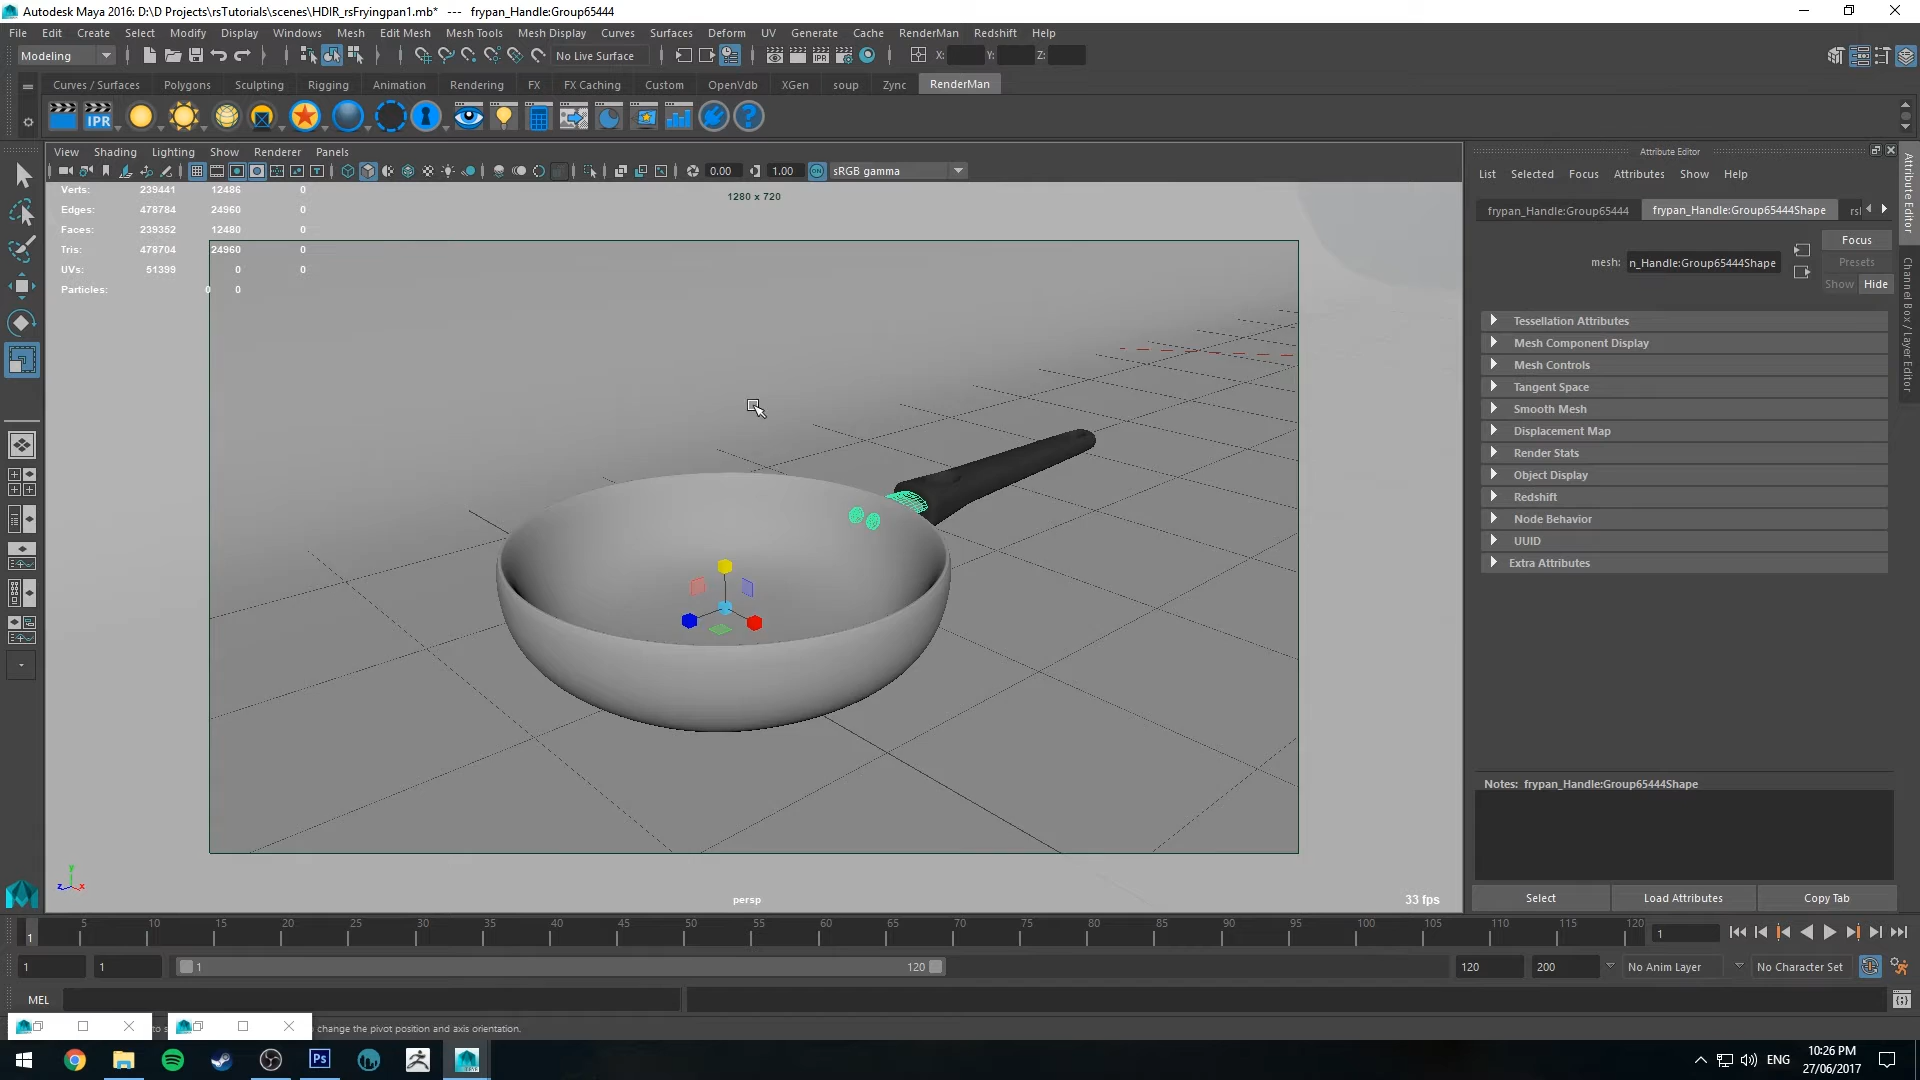 Autodesk Maya 2016: D:\D Projects\rsTutorials\scenes\HDIR_rsFryingpan1.mb* --- frypan_Handle:Group65444
File Edit Create Select Modify Display Windows Mesh Edit Mesh Mesh Tools Mesh Display Curves Surfaces Deform UV Generate Cache RenderMan Redshift Help
Modeling No Live Surface X: Y: Z:
Curves / Surfaces Polygons Sculpting Rigging Animation Rendering FX FX Caching Custom OpenVdb XGen soup Zync RenderMan
IPR
View Shading Lighting Show Renderer Panels
0.00 1.00 ON sRGB gamma
Verts: 239441 12486 0
Edges: 478784 24960 0
Faces: 239352 12480 0
Tris: 478704 24960 0
UVs: 51399 0 0
Particles: 0 0
1280 x 720
persp
33 fps
Attribute Editor
List Selected Focus Attributes Show Help
frypan_Handle:Group65444 frypan_Handle:Group65444Shape rsl
Focus
mesh: n_Handle:Group65444Shape
Presets
Show Hide
Tessellation Attributes
Mesh Component Display
Mesh Controls
Tangent Space
Smooth Mesh
Displacement Map
Render Stats
Object Display
Redshift
Node Behavior
UUID
Extra Attributes
Notes: frypan_Handle:Group65444Shape
Select Load Attributes Copy Tab
Attribute Editor
Channel Box / Layer Editor
5 10 15 20 25 30 35 40 45 50 55 60 65 70 75 80 85 90 95 100 105 110 115 120
1 1
1 1 1 120 120 200 No Anim Layer No Character Set
MEL
change the pivot position and axis orientation.
Ps
ENG
10:26 PM
27/06/2017